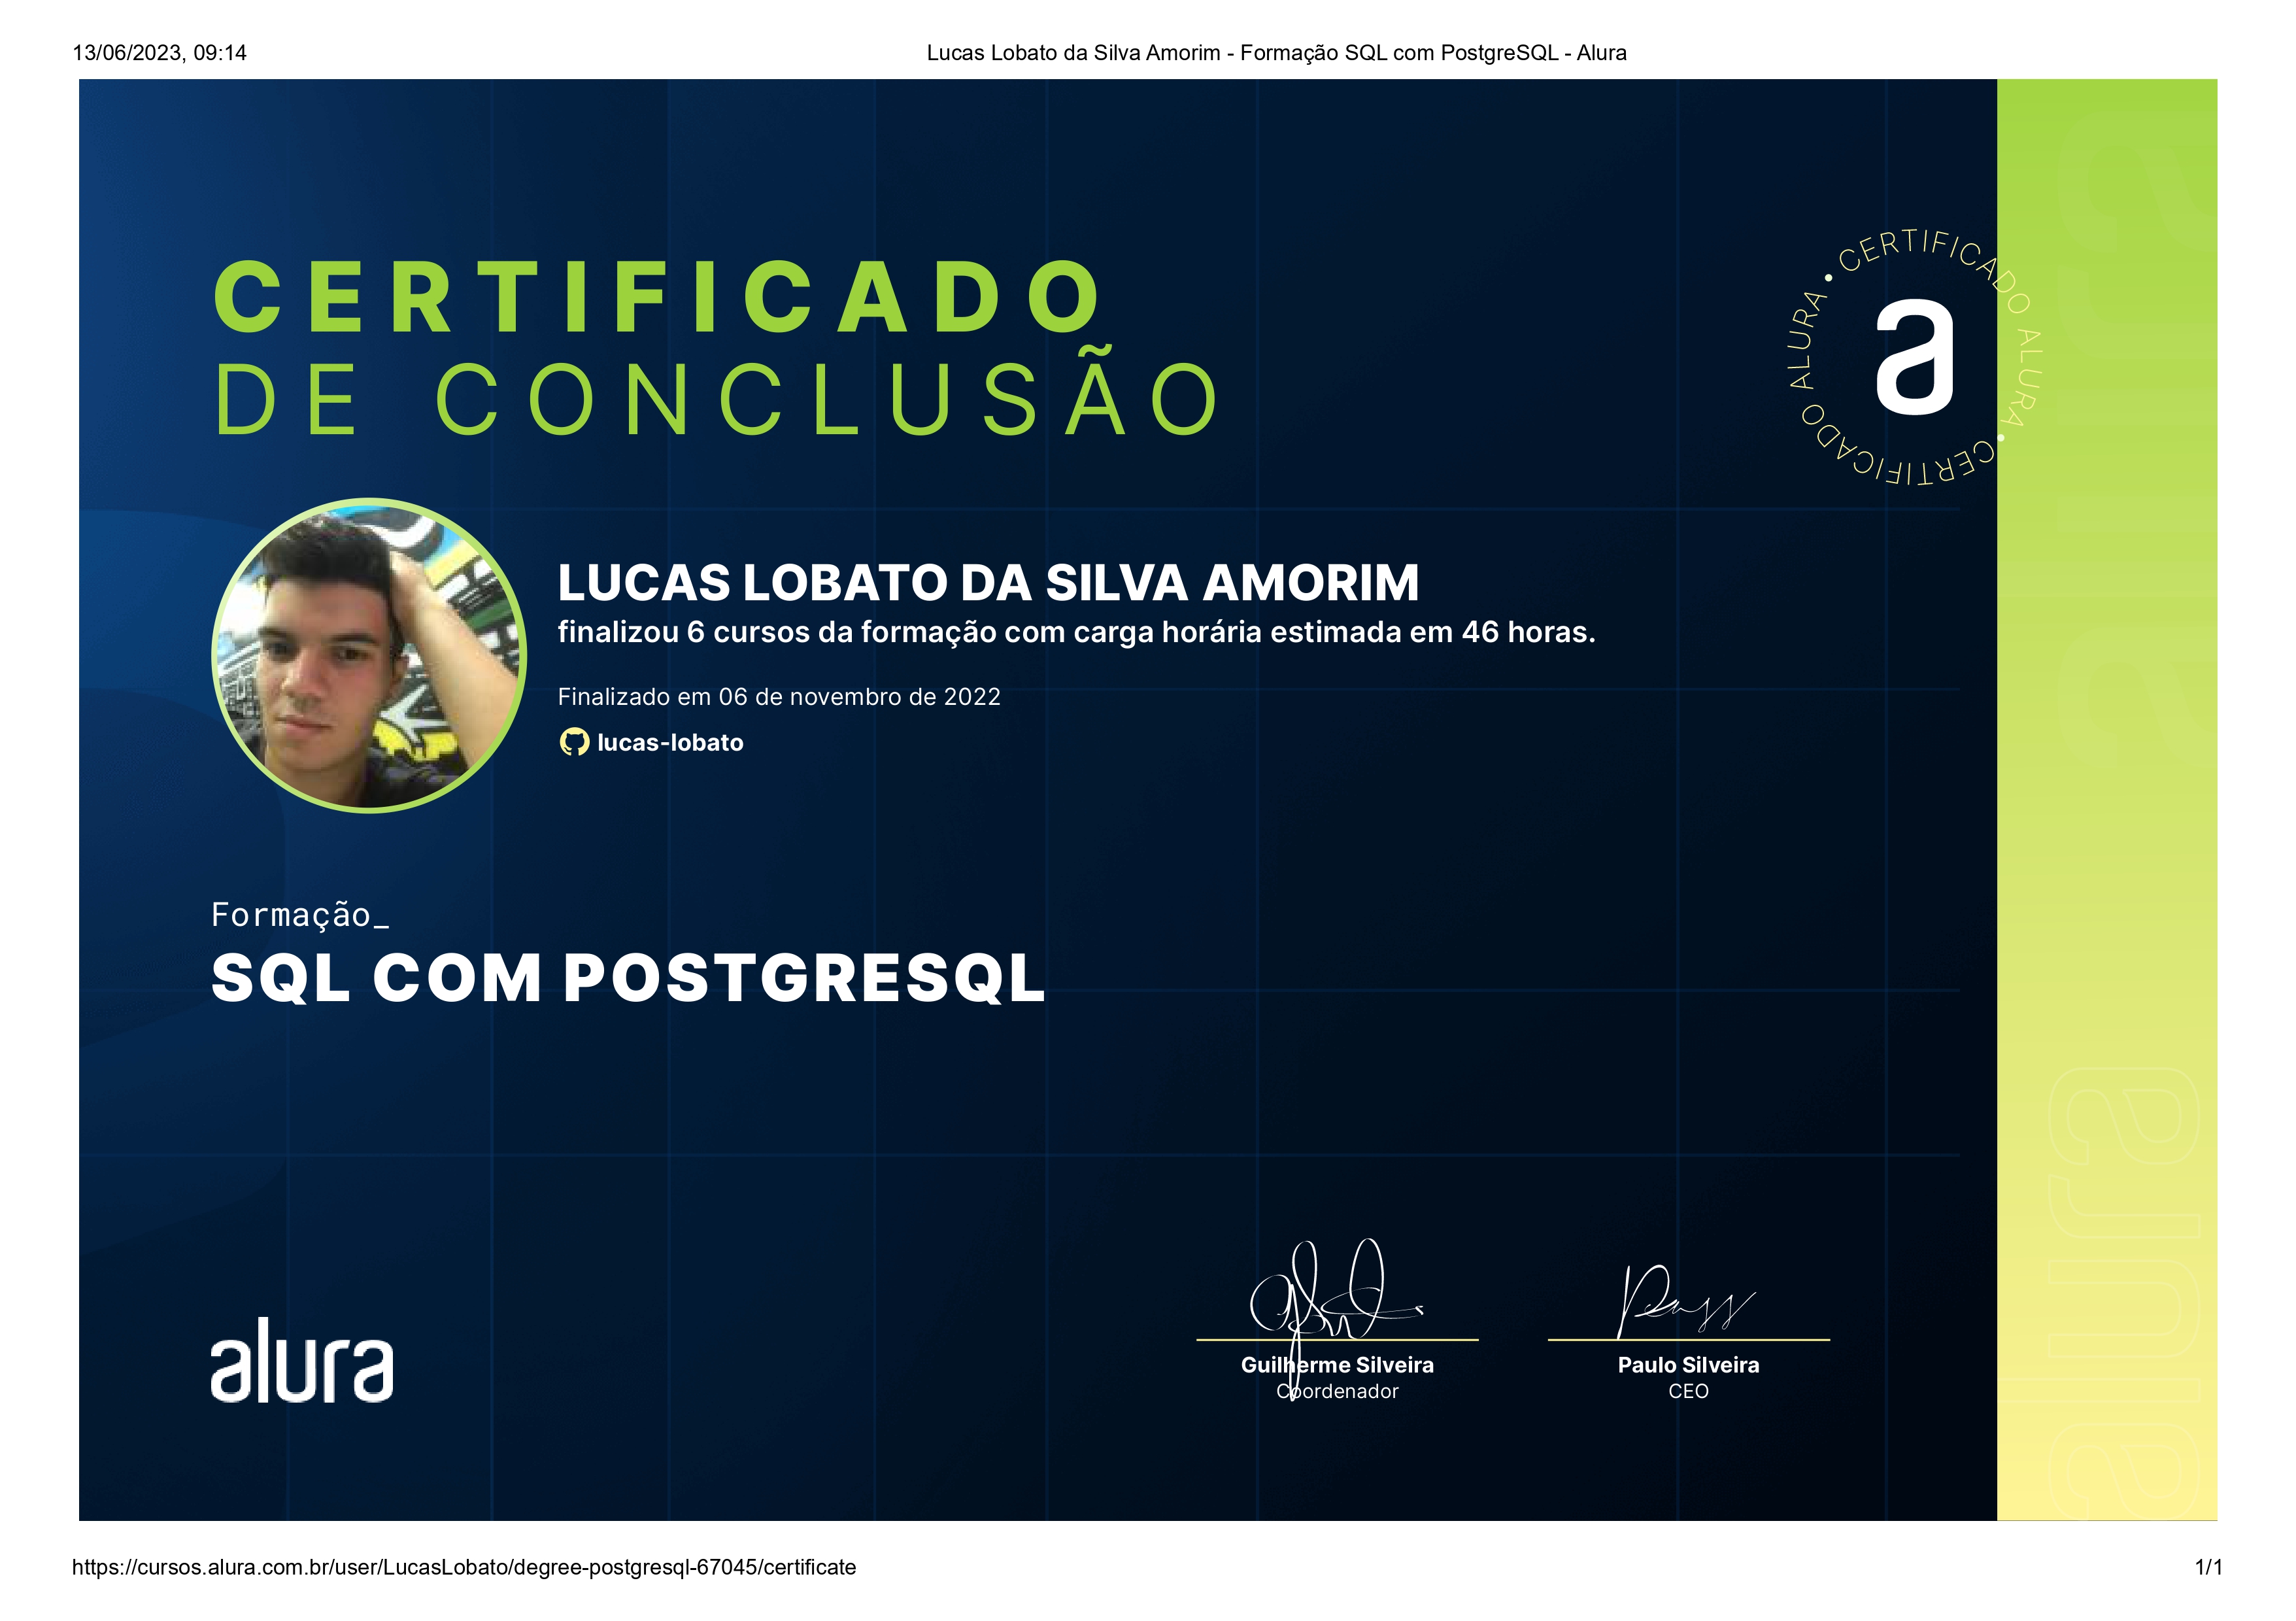 13/06/2023, 09:14
Lucas Lobato da Silva Amorim - Formação SQL com PostgreSQL - Alura
CERTIFICADO
DE CONCLUSÃO
CERTIFICADO ALURA • CERTIFICADO ALURA •
a
LUCAS LOBATO DA SILVA AMORIM
finalizou 6 cursos da formação com carga horária estimada em 46 horas.
Finalizado em 06 de novembro de 2022
lucas-lobato
Formação_
SQL COM POSTGRESQL
alura
Guilherme Silveira
Coordenador
Paulo Silveira
CEO
alura
https://cursos.alura.com.br/user/LucasLobato/degree-postgresql-67045/certificate
1/1